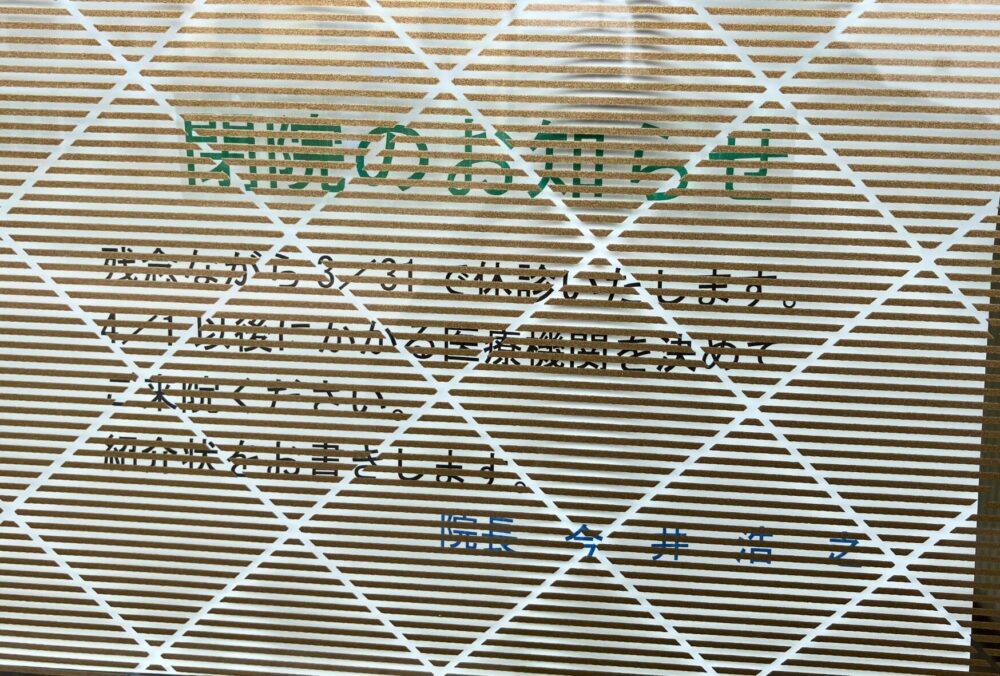 閉院のお知らせ
残念ながら3/31で休診いたします。
4/1以後にかかる医療機関を決めて
ご来院ください。
紹介状をお書きします。
院長 今井浩之